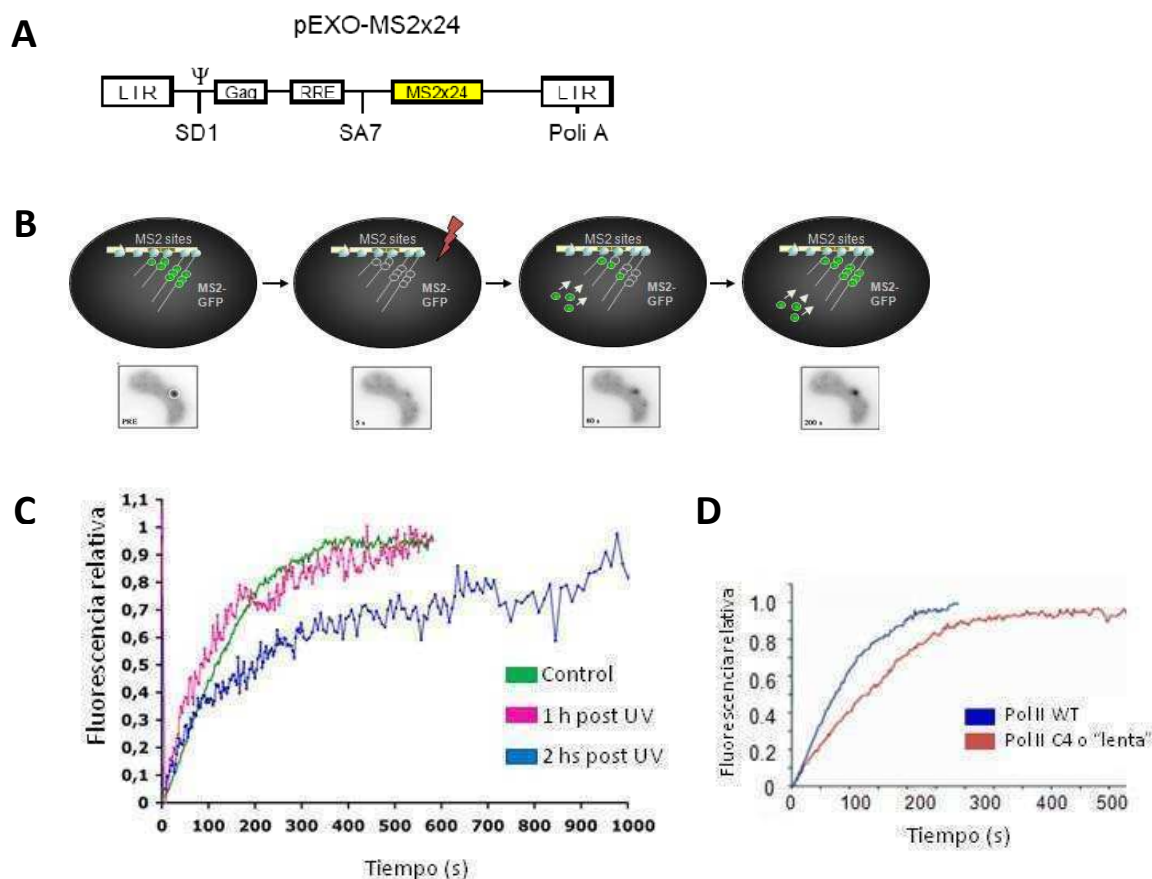 A
pEXO-MS2x24
LTR
Ψ
Gag
RRE
MS2x24
LTR
SD1
SA7
Poli A
B
MS2 sites
MS2-
GFP
MS2 sites
MS2-
GFP
MS2 sites
MS2-
GFP
MS2 sites
MS2-
GFP
PRE
5 s
80 s
200 s
C
Fluorescencia relativa
1,1
1
0,9
0,8
0,7
0,6
0,5
0,4
0,3
0,2
0,1
0
0 100 200 300 400 500 600 700 800 900 1000
Tiempo (s)
Control
1 h post UV
2 hs post UV
D
Fluorescencia relativa
1.0
0.8
0.6
0.4
0.2
0
0 100 200 300 400 500
Tiempo (s)
Pol II WT
Pol II C4 o "lenta"